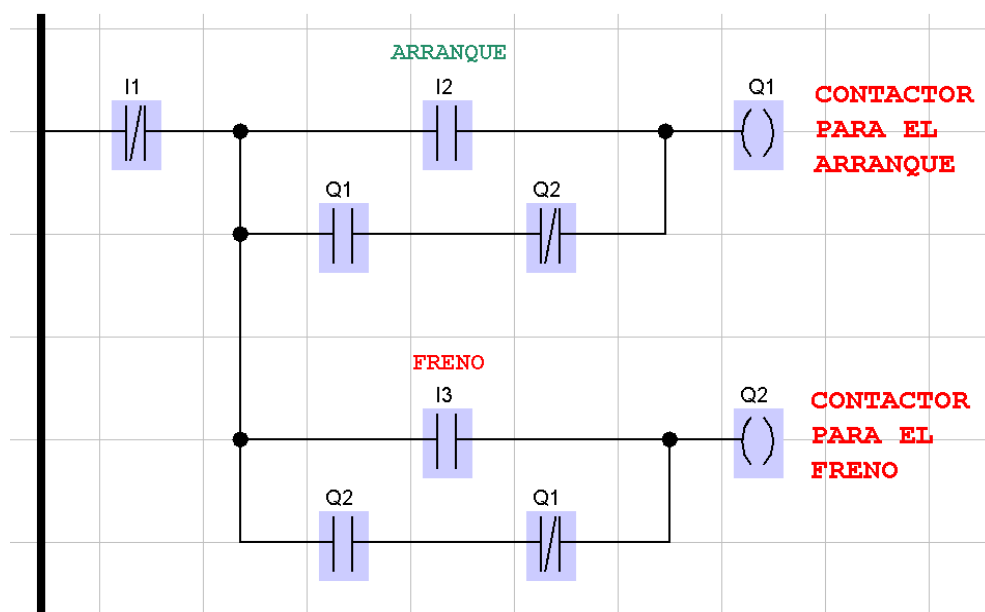 ARRANQUE
I1
I2
Q1
CONTACTOR
PARA EL
ARRANQUE
Q1
Q2
FRENO
I3
Q2
CONTACTOR
PARA EL
FRENO
Q2
Q1